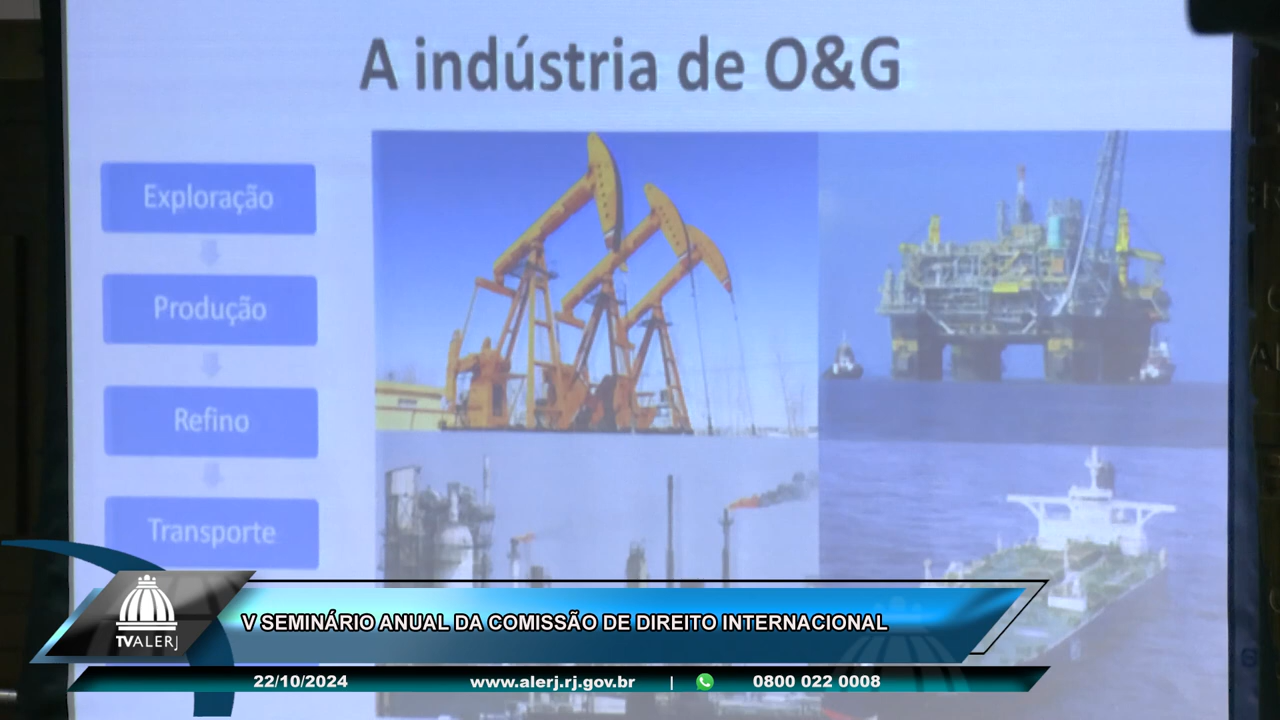 A indústria de O&G
Exploração
Produção
Refino
Transporte
TVALERJ
V SEMINÁRIO ANUAL DA COMISSÃO DE DIREITO INTERNACIONAL
22/10/2024 www.alerj.rj.gov.br | 0800 022 0008